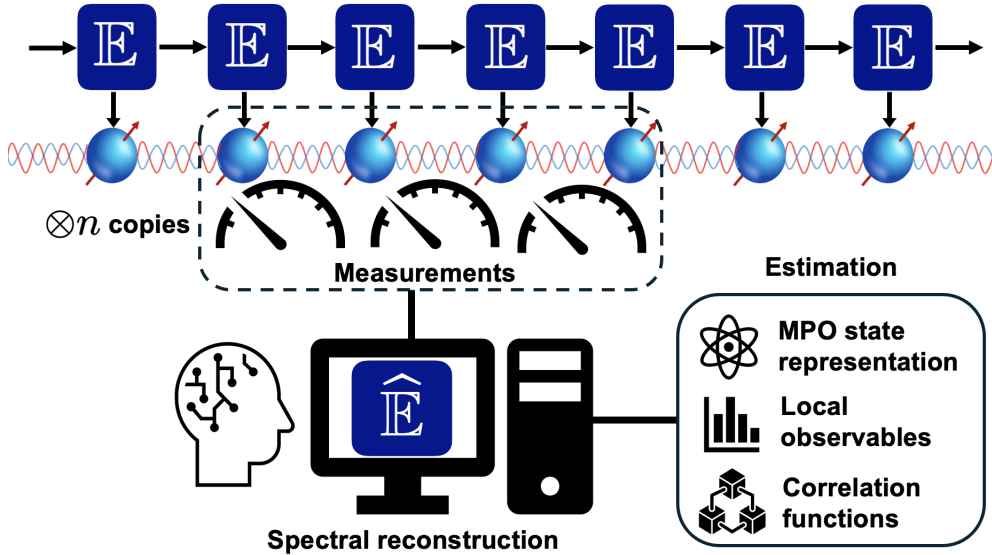 𝔼 𝔼 𝔼 𝔼 𝔼 𝔼 𝔼
⊗n copies
Measurements
Estimation
MPO state
representation
Local
observables
Correlation
functions
𝔼̂
Spectral reconstruction